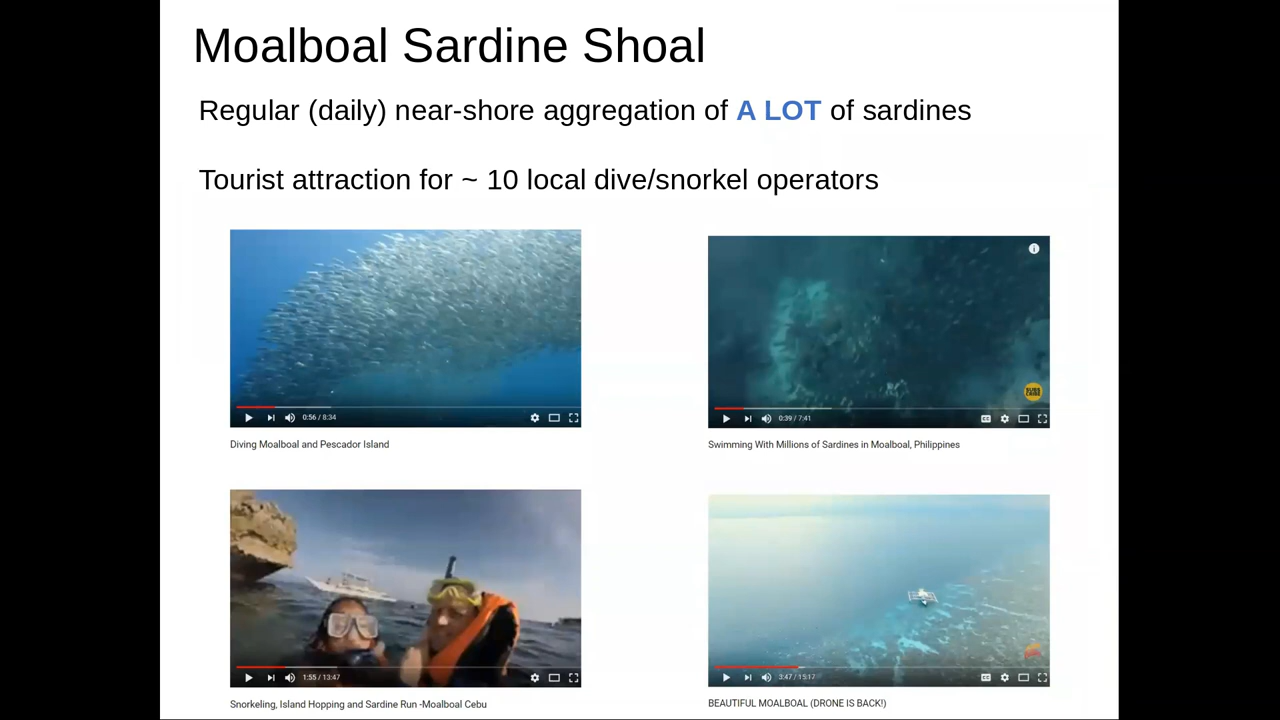 Moalboal Sardine Shoal
Regular (daily) near-shore aggregation of A LOT of sardines
Tourist attraction for ~ 10 local dive/snorkel operators
0:56 / 8:34
Diving Moalboal and Pescador Island
SUBSCRIBE
0:39 / 7:41
Swimming With Millions of Sardines in Moalboal, Philippines
1:55 / 13:47
Snorkeling, Island Hopping and Sardine Run -Moalboal Cebu
3:47 / 15:17
BEAUTIFUL MOALBOAL (DRONE IS BACK!)